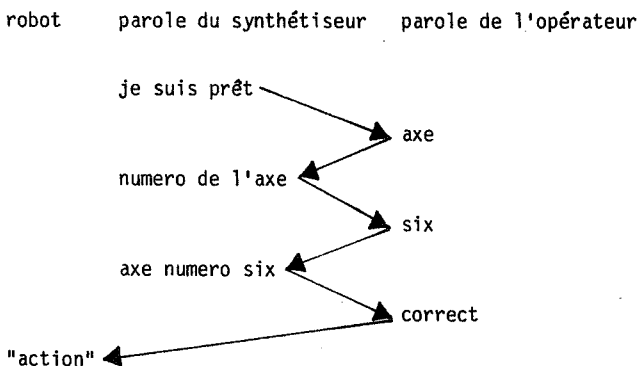 robot parole du synthétiseur parole de l'opérateur
je suis prêt
axe
numero de l'axe
six
axe numero six
correct
"action"